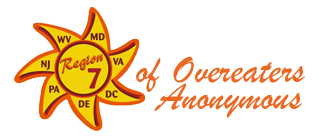 WV MD
NJ Region VA
7
PA DE DC
of Overeaters
Anonymous